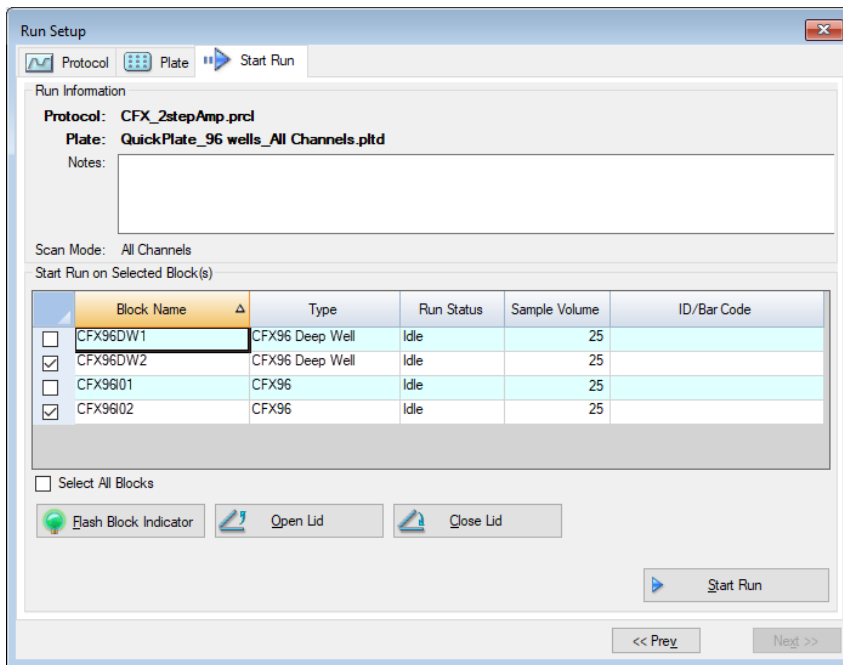 Run Setup
Protocol Plate Start Run
Run Information
Protocol: CFX_2stepAmp.prcl
Plate: QuickPlate_96 wells_All Channels.pltd
Notes:
Scan Mode: All Channels
Start Run on Selected Block(s)
Block Name Type Run Status Sample Volume ID/Bar Code
CFX96DW1 CFX96 Deep Well Idle 25
CFX96DW2 CFX96 Deep Well Idle 25
CFX96I01 CFX96 Idle 25
CFX96I02 CFX96 Idle 25
Select All Blocks
Flash Block Indicator Open Lid Close Lid
Start Run
<< Prev Next >>